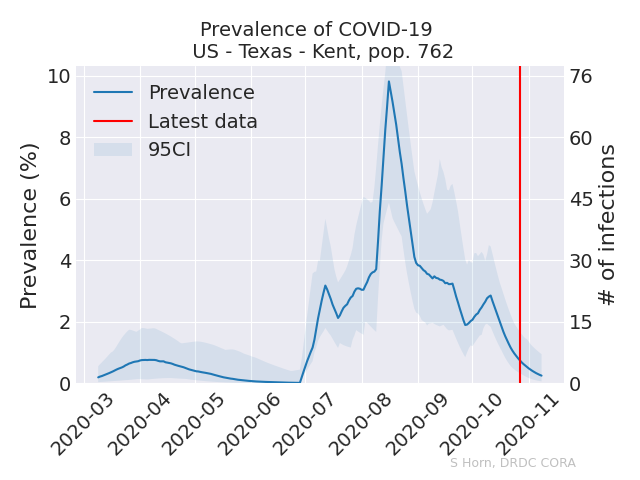 Prevalence of COVID-19
US - Texas - Kent, pop. 762
Prevalence (%)
10
8
6
4
2
0
Prevalence
Latest data
95CI
76
60
45
30
15
0
# of infections
2020-03
2020-04
2020-05
2020-06
2020-07
2020-08
2020-09
2020-10
2020-11
S Horn, DRDC CORA